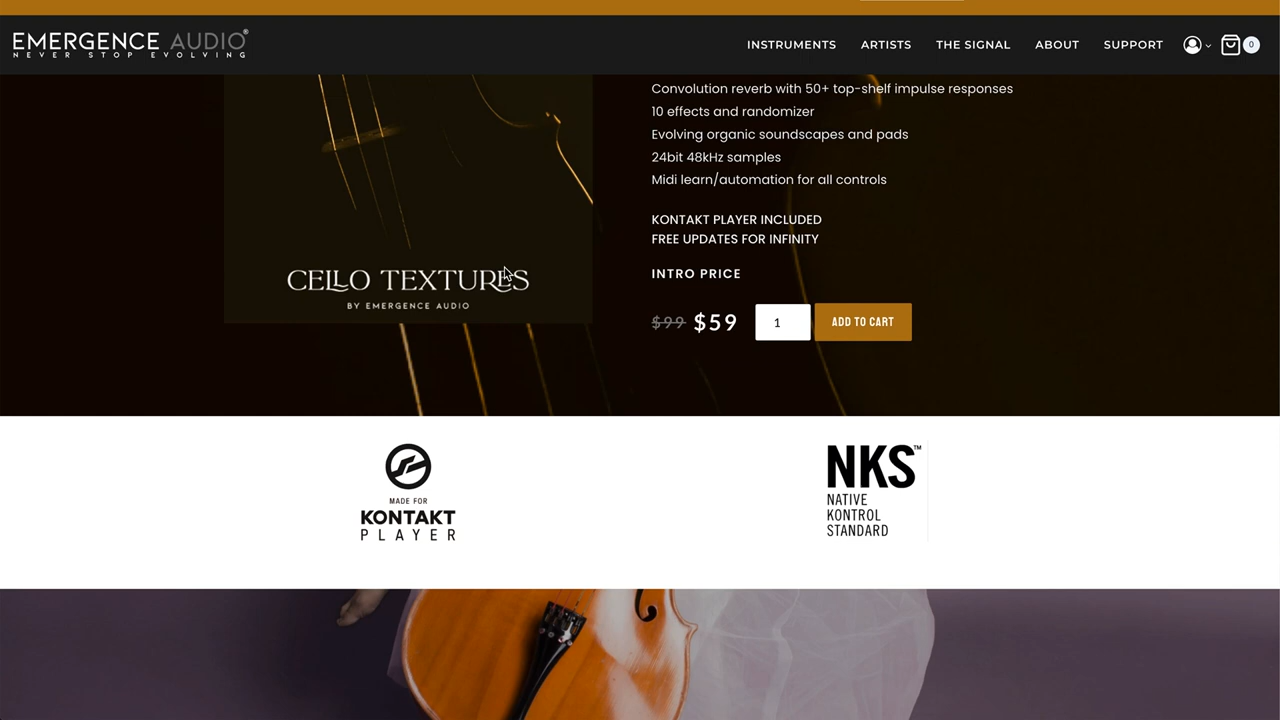 EMERGENCE AUDIO®
NEVER STOP EVOLVING
INSTRUMENTS
ARTISTS
THE SIGNAL
ABOUT
SUPPORT
0
Convolution reverb with 50+ top-shelf impulse responses
10 effects and randomizer
Evolving organic soundscapes and pads
24bit 48kHz samples
Midi learn/automation for all controls
KONTAKT PLAYER INCLUDED
FREE UPDATES FOR INFINITY
INTRO PRICE
$99 $59 1 ADD TO CART
CELLO TEXTURES
BY EMERGENCE AUDIO
MADE FOR
KONTAKT
PLAYER
NKS™
NATIVE
KONTROL
STANDARD